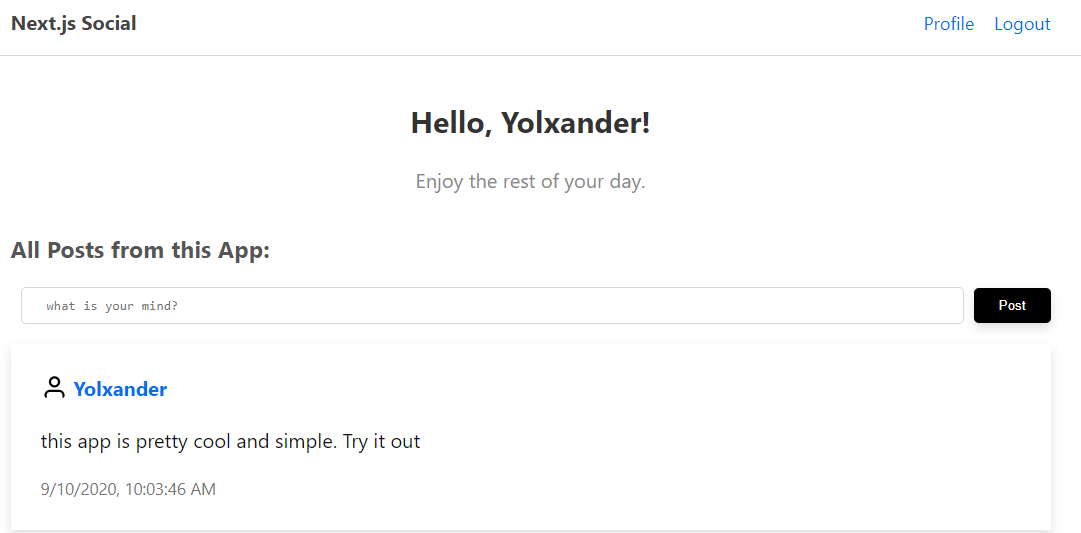 Next.js Social Profile Logout
Hello, Yolxander!
Enjoy the rest of your day.
All Posts from this App:
what is your mind? Post
Yolxander
this app is pretty cool and simple. Try it out
9/10/2020, 10:03:46 AM